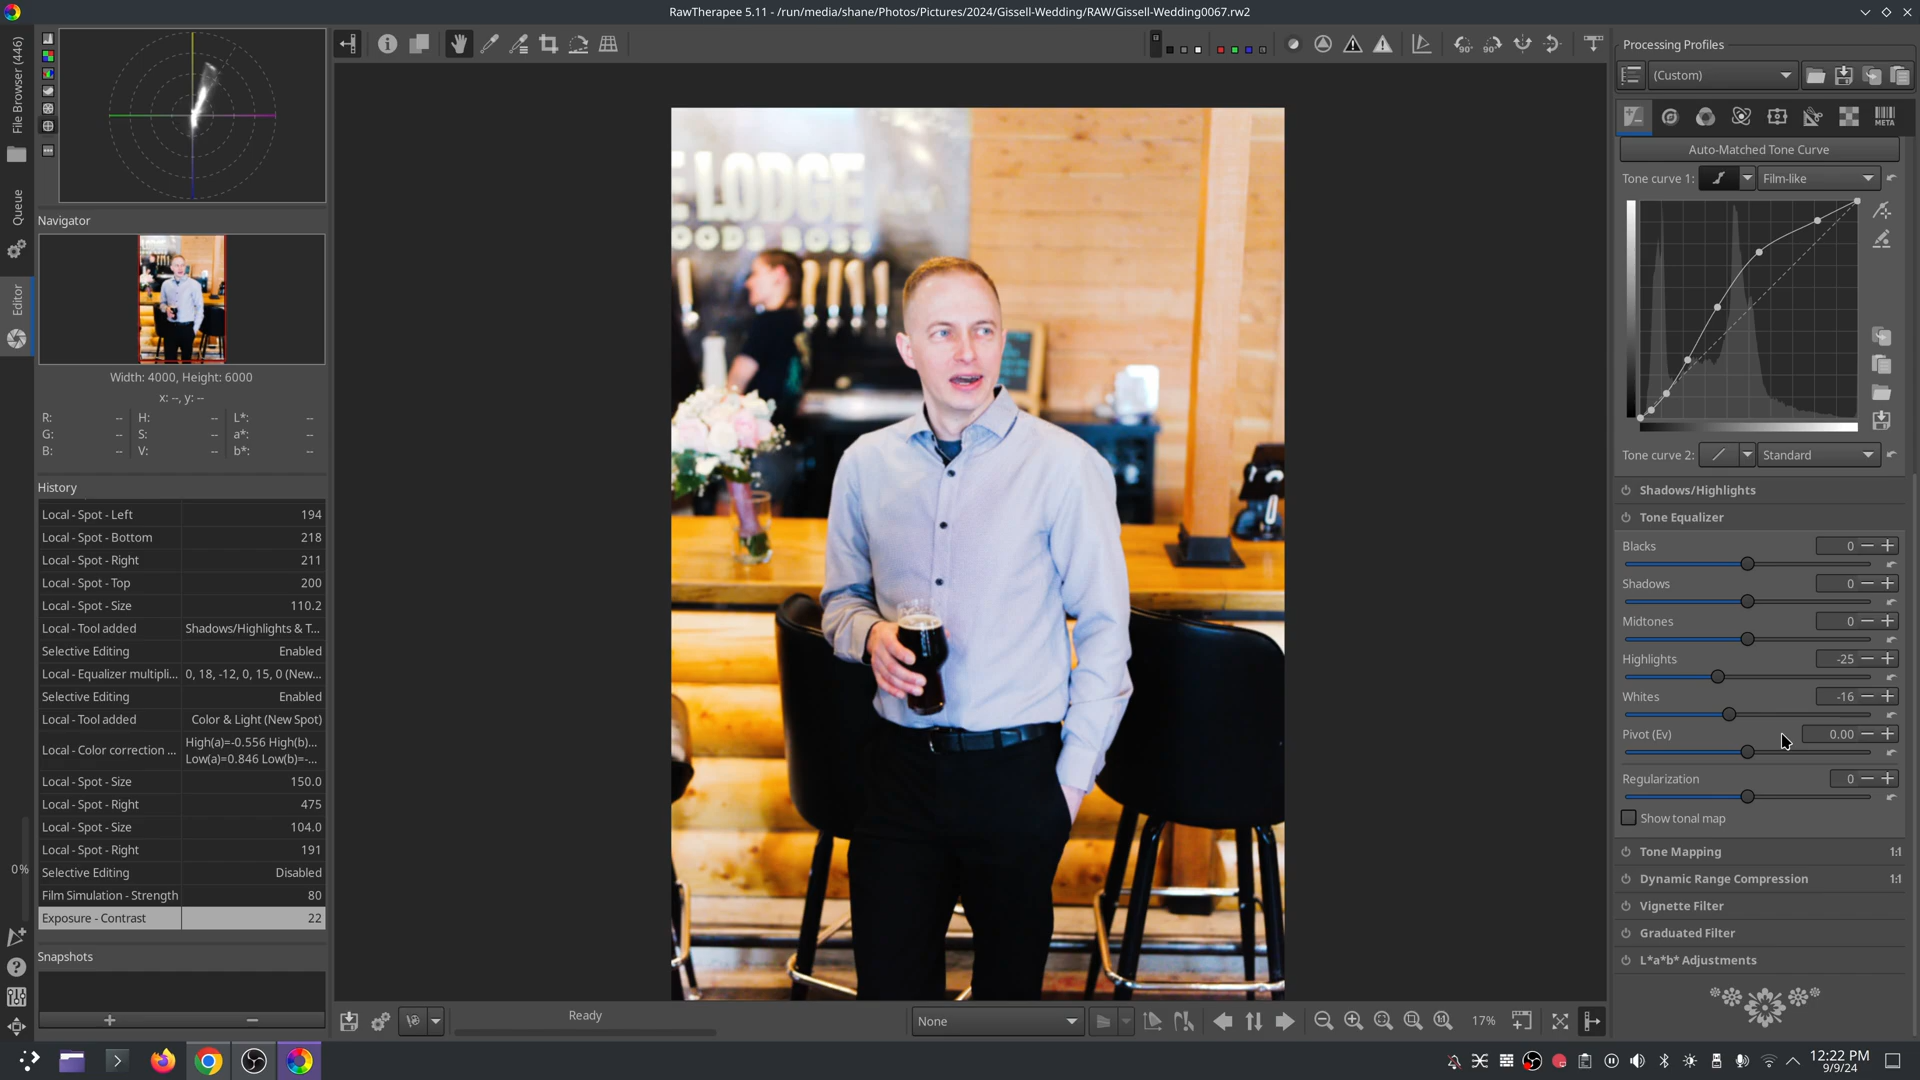 RawTherapee 5.11 - /run/media/shane/Photos/Pictures/2024/Gissell-Wedding/RAW/Gissell-Wedding0067.rw2
File Browser (446)
Queue
Editor
0%
Navigator
Width: 4000, Height: 6000
x: --, y: --
R: -- H: -- L*: --
G: -- S: -- a*: --
B: -- V: -- b*: --
History
Local - Spot - Left 194
Local - Spot - Bottom 218
Local - Spot - Right 211
Local - Spot - Top 200
Local - Spot - Size 110.2
Local - Tool added Shadows/Highlights & T...
Selective Editing Enabled
Local - Equalizer multipli... 0, 18, -12, 0, 15, 0 (New...
Selective Editing Enabled
Local - Tool added Color & Light (New Spot)
Local - Color correction ... High(a)=-0.556 High(b)...
Low(a)=0.846 Low(b)=-...
Local - Spot - Size 150.0
Local - Spot - Right 475
Local - Spot - Size 104.0
Local - Spot - Right 191
Selective Editing Disabled
Film Simulation - Strength 80
Exposure - Contrast 22
Snapshots
E LODGE
OODS BOSS
Ready
None
17%
Processing Profiles
(Custom)
META
Auto-Matched Tone Curve
Tone curve 1: Film-like
Tone curve 2: Standard
Shadows/Highlights
Tone Equalizer
Blacks 0
Shadows 0
Midtones 0
Highlights -25
Whites -16
Pivot (Ev) 0.00
Regularization 0
Show tonal map
Tone Mapping 1:1
Dynamic Range Compression 1:1
Vignette Filter
Graduated Filter
L*a*b* Adjustments
12:22 PM
9/9/24